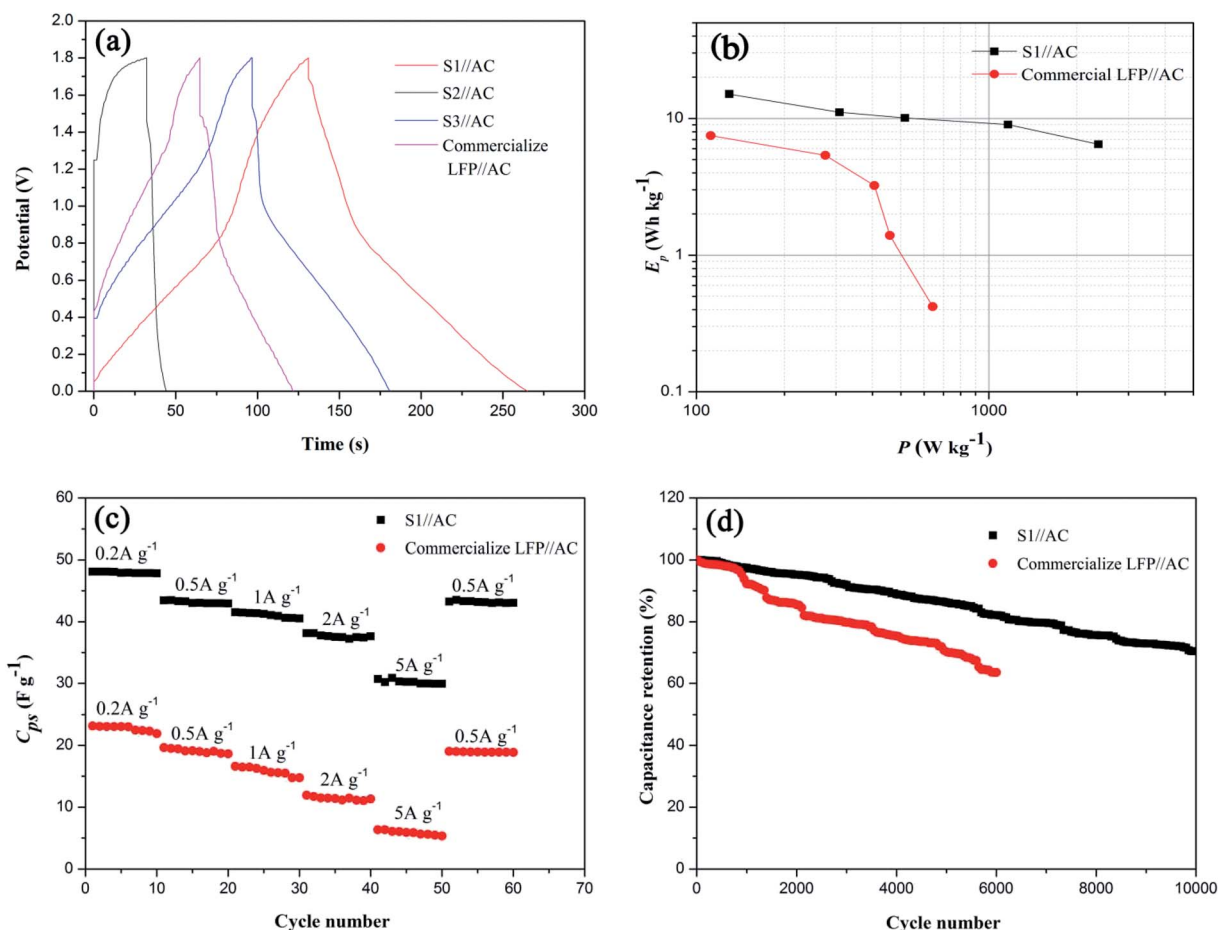 (a)
2.0
1.8
1.6
1.4
1.2
1.0
0.8
0.6
0.4
0.2
0.0
Potential (V)
S1//AC
S2//AC
S3//AC
Commercialize
LFP//AC
0 50 100 150 200 250 300
Time (s)
(b)
S1//AC
Commercial LFP//AC
10
1
0.1
E_p (Wh kg⁻¹)
100 1000
P (W kg⁻¹)
(c)
S1//AC
Commercialize LFP//AC
60
50
40
30
20
10
0
C_ps (F g⁻¹)
0.2A g⁻¹
0.5A g⁻¹
1A g⁻¹
2A g⁻¹
5A g⁻¹
0.5A g⁻¹
0.2A g⁻¹
0.5A g⁻¹
1A g⁻¹
2A g⁻¹
5A g⁻¹
0.5A g⁻¹
0 10 20 30 40 50 60 70
Cycle number
(d)
S1//AC
Commercialize LFP//AC
120
100
80
60
40
20
0
Capacitance retention (%)
0 2000 4000 6000 8000 10000
Cycle number